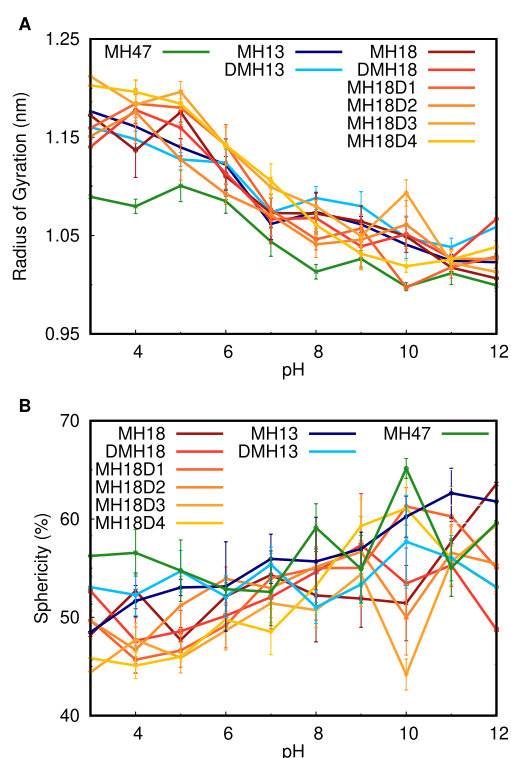 A
1.25
MH47 MH13 MH18
DMH13 DMH18
MH18D1
MH18D2
MH18D3
MH18D4
1.15
1.05
0.95
Radius of Gyration (nm)
4 6 8 10 12
pH
B
70
MH18 MH13 MH47
DMH18 DMH13
MH18D1
MH18D2
MH18D3
MH18D4
60
50
40
Sphericity (%)
4 6 8 10 12
pH